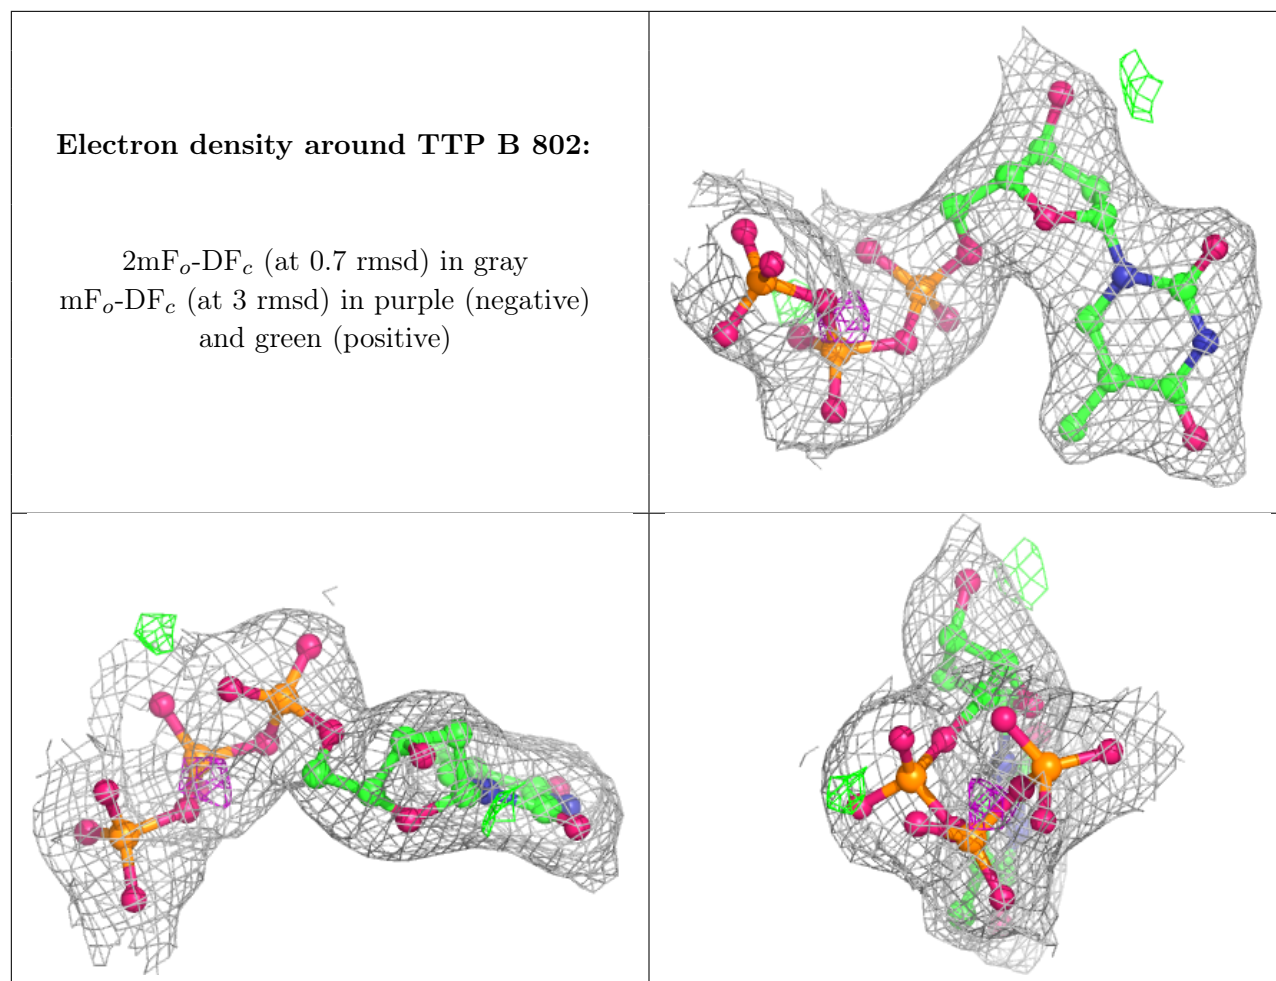 Electron density around TTP B 802:
2mFₒ-DF𝒸 (at 0.7 rmsd) in gray
mFₒ-DF𝒸 (at 3 rmsd) in purple (negative)
and green (positive)